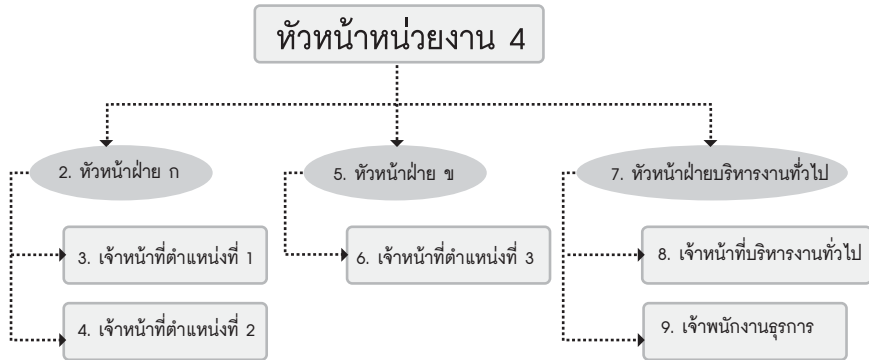 หัวหน้าหน่วยงาน 4
2. หัวหน้าฝ่าย ก
5. หัวหน้าฝ่าย ข
7. หัวหน้าฝ่ายบริหารงานทั่วไป
3. เจ้าหน้าที่ตำแหน่งที่ 1
6. เจ้าหน้าที่ตำแหน่งที่ 3
8. เจ้าหน้าที่บริหารงานทั่วไป
4. เจ้าหน้าที่ตำแหน่งที่ 2
9. เจ้าพนักงานธุรการ